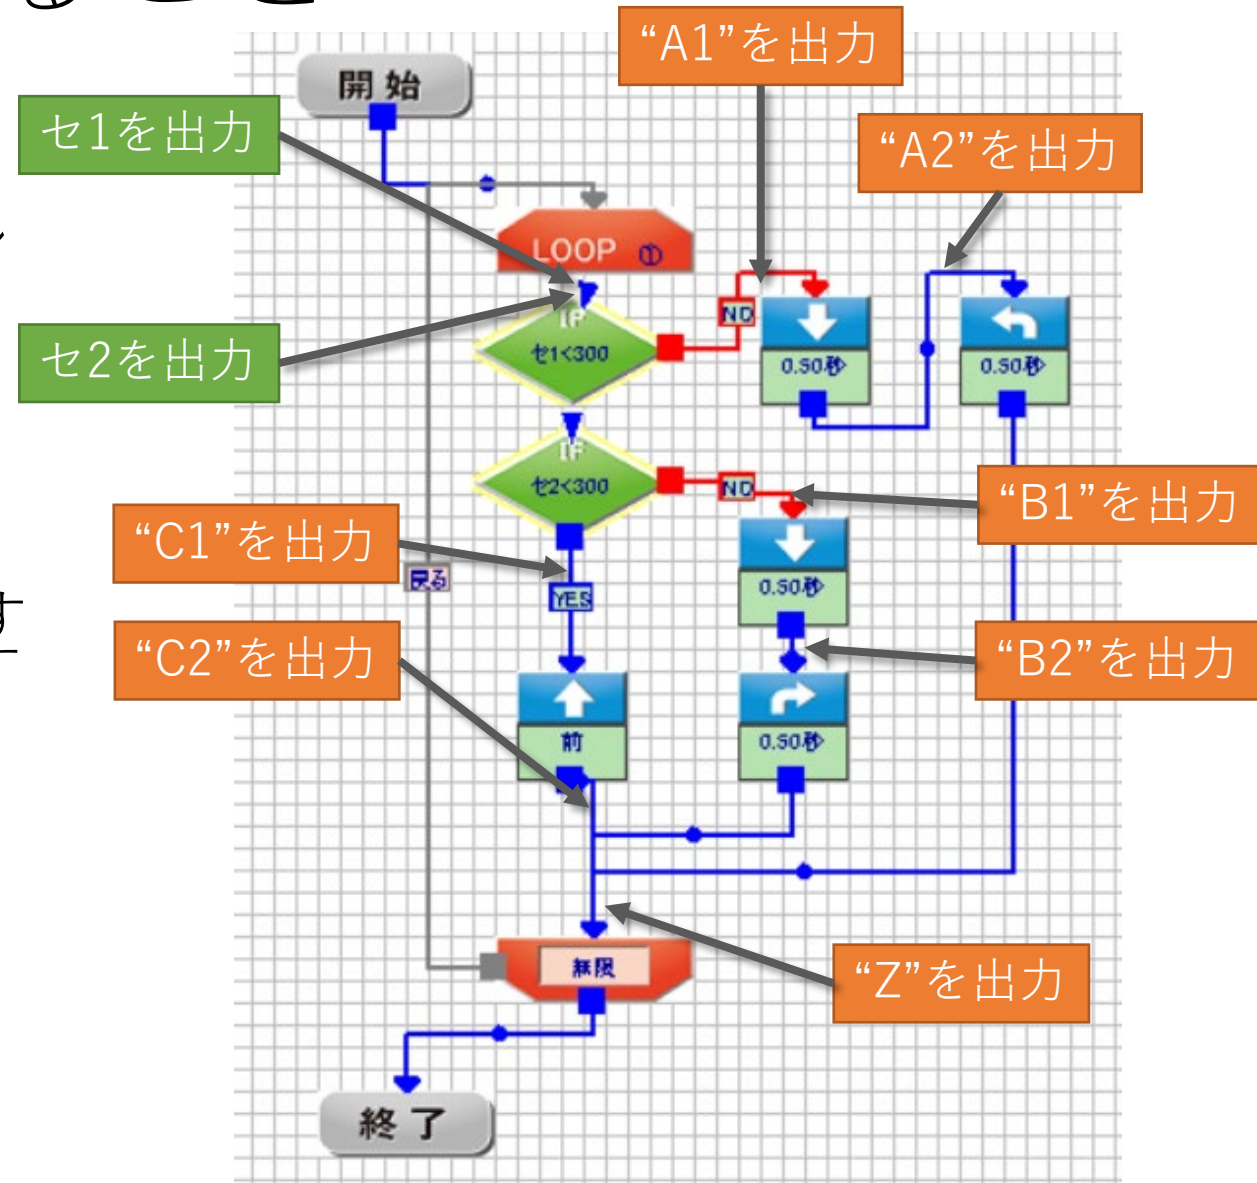 “A1”を出力
開始
セ1を出力
“A2”を出力
LOOP ①
IF
セ1<300
NO
0.50秒
0.50秒
セ2を出力
IF
セ2<300
NO
“B1”を出力
“C1”を出力
戻る
YES
0.50秒
す
“C2”を出力
“B2”を出力
前
0.50秒
無限
“Z”を出力
終了